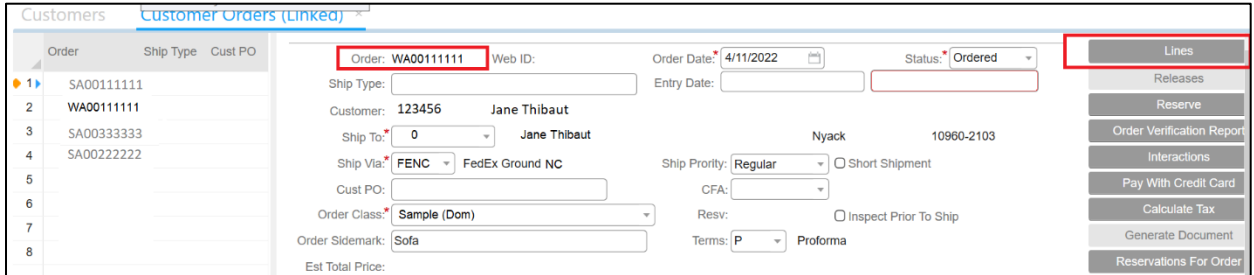 Customers Customer Orders (Linked) ×
Order Ship Type Cust PO
1 SA00111111
2 WA00111111
3 SA00333333
4 SA00222222
5
6
7
8
Order: WA00111111 Web ID: Order Date:* 4/11/2022 Status:* Ordered
Ship Type: Entry Date:
Customer: 123456 Jane Thibaut
Ship To:* 0 Jane Thibaut Nyack 10960-2103
Ship Via:* FENC FedEx Ground NC Ship Prority: Regular Short Shipment
Cust PO: CFA:
Order Class:* Sample (Dom) Resv: Inspect Prior To Ship
Order Sidemark: Sofa Terms: P Proforma
Est Total Price:
Lines
Releases
Reserve
Order Verification Report
Interactions
Pay With Credit Card
Calculate Tax
Generate Document
Reservations For Order